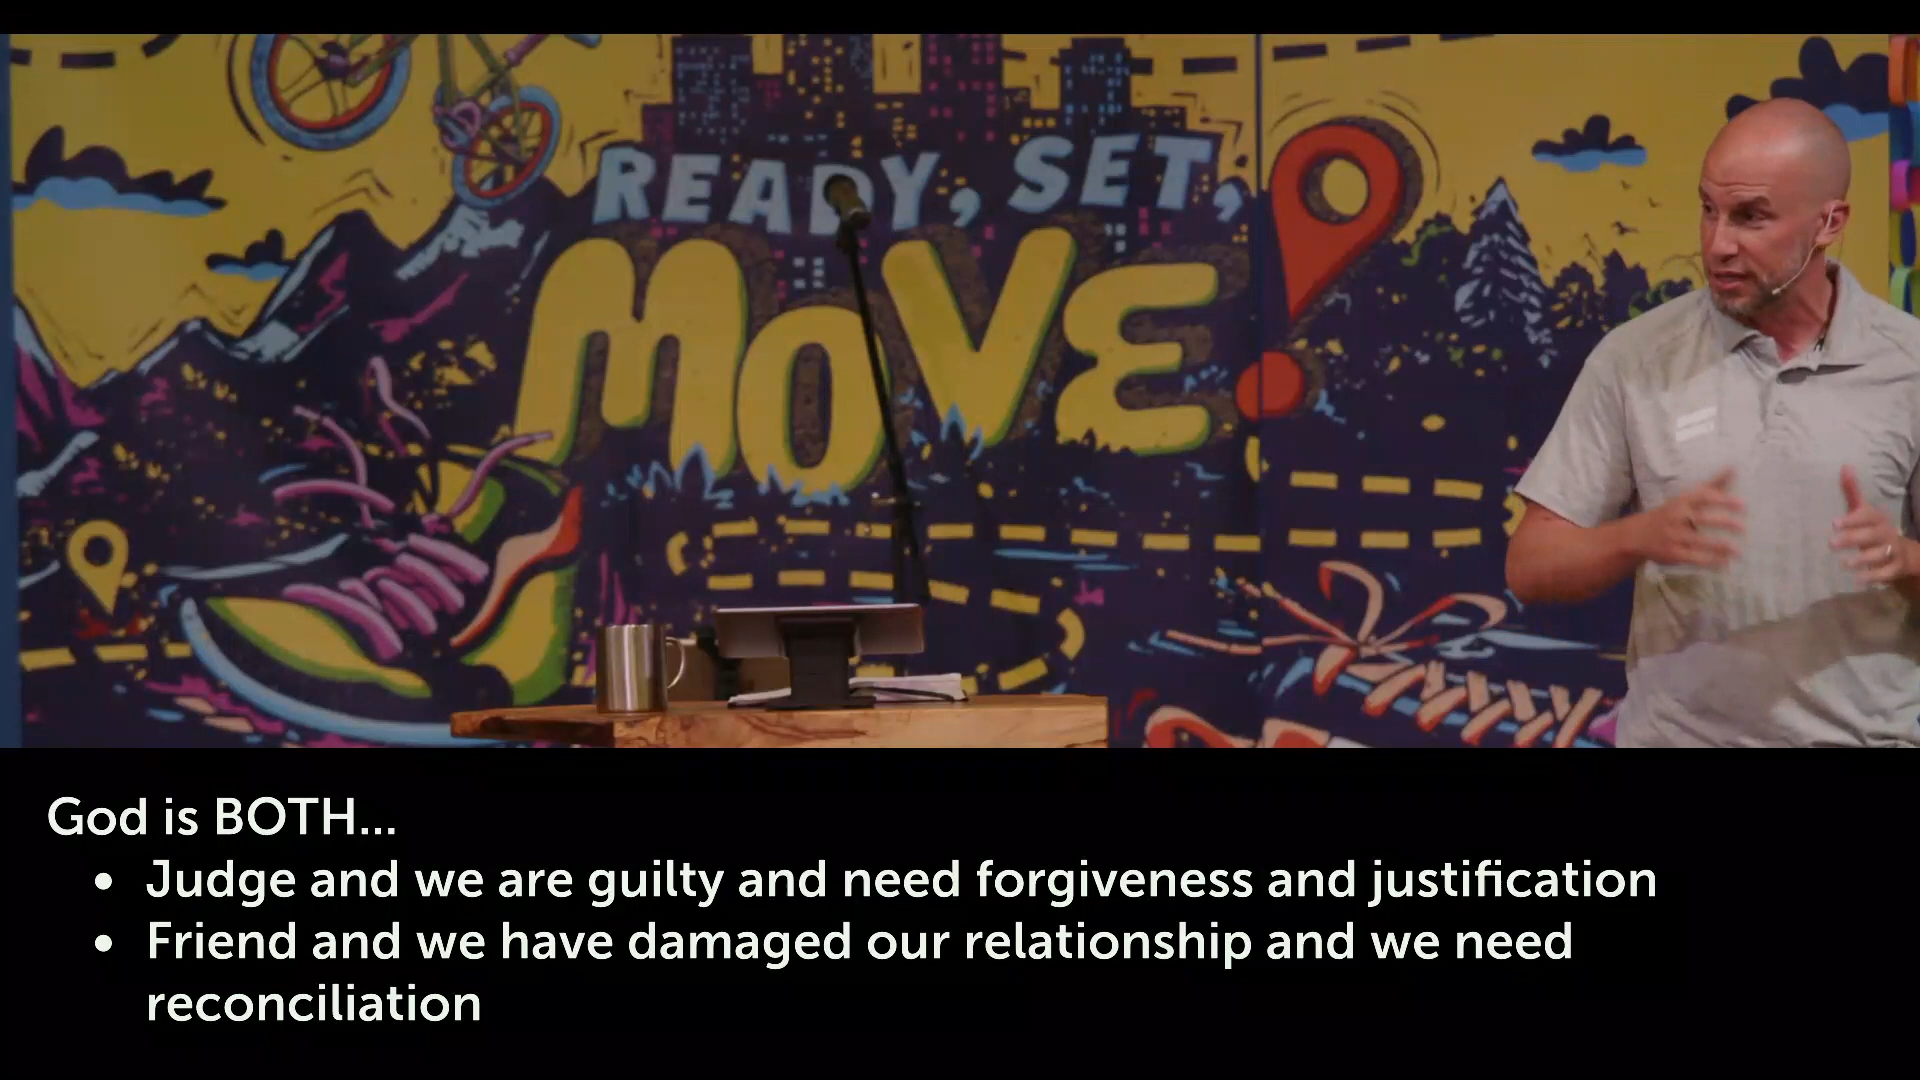 READY, SET,
MOVE!
God is BOTH...
• Judge and we are guilty and need forgiveness and justification
• Friend and we have damaged our relationship and we need
reconciliation